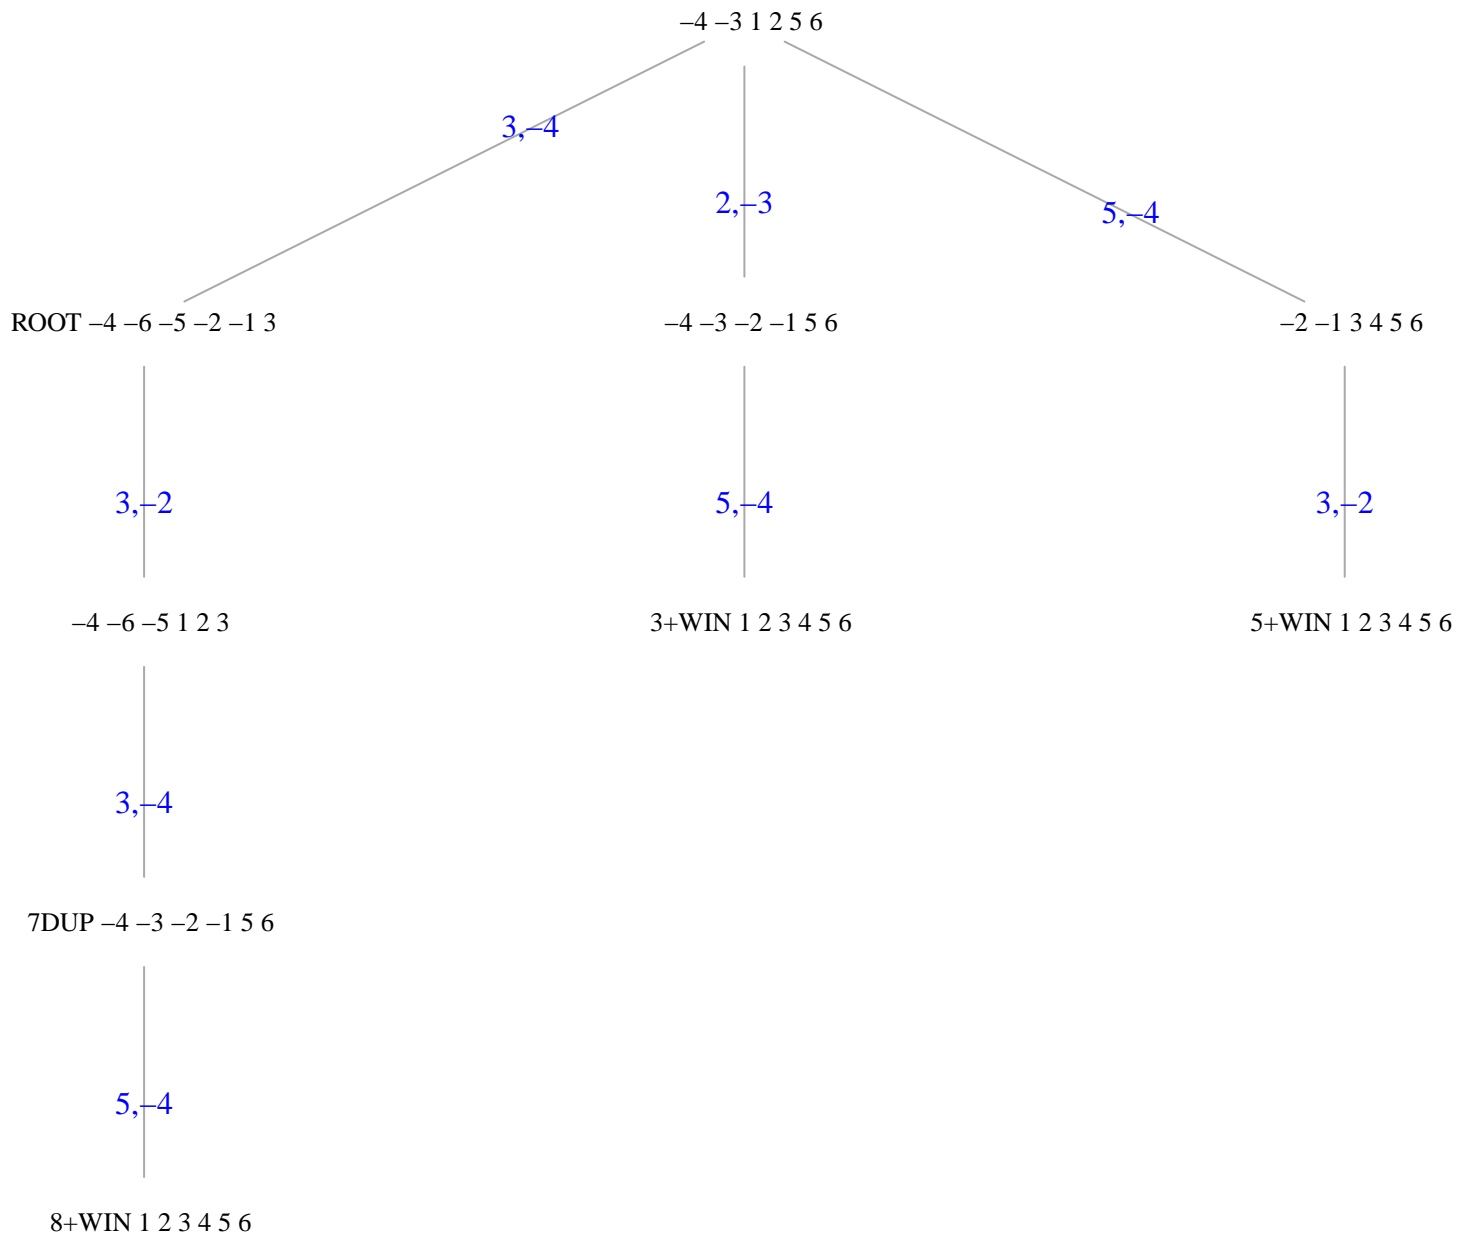 –4 –3 1 2 5 6
3,–4
2,–3
5,–4
ROOT –4 –6 –5 –2 –1 3
–4 –3 –2 –1 5 6
–2 –1 3 4 5 6
3,–2
5,–4
3,–2
–4 –6 –5 1 2 3
3+WIN 1 2 3 4 5 6
5+WIN 1 2 3 4 5 6
3,–4
7DUP –4 –3 –2 –1 5 6
5,–4
8+WIN 1 2 3 4 5 6